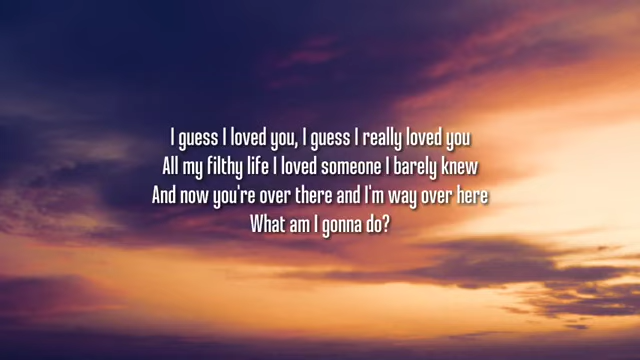 I guess I loved you, I guess I really loved you
All my filthy life I loved someone I barely knew
And now you're over there and I'm way over here
What am I gonna do?